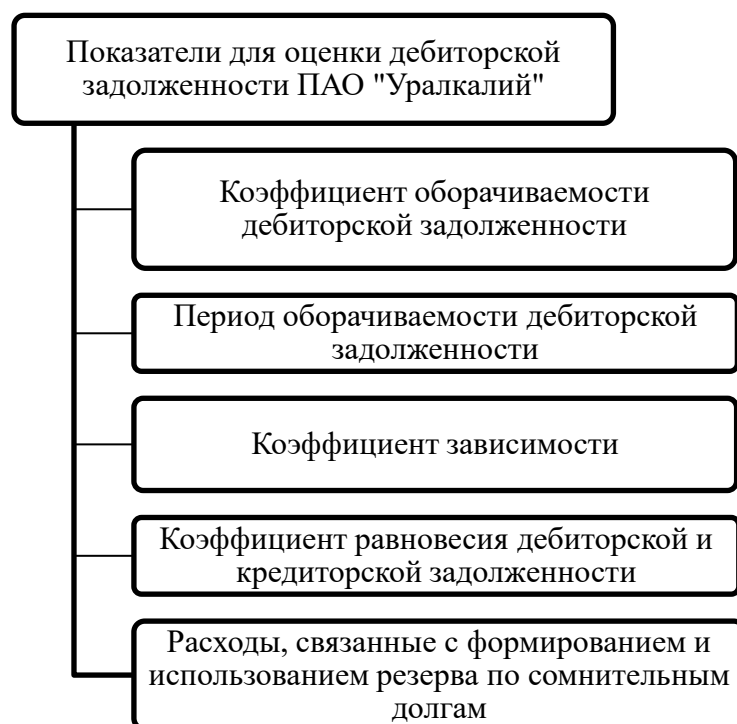 Показатели для оценки дебиторской
задолженности ПАО "Уралкалий"
Коэффициент оборачиваемости
дебиторской задолженности
Период оборачиваемости дебиторской
задолженности
Коэффициент зависимости
Коэффициент равновесия дебиторской и
кредиторской задолженности
Расходы, связанные с формированием и
использованием резерва по сомнительным
долгам